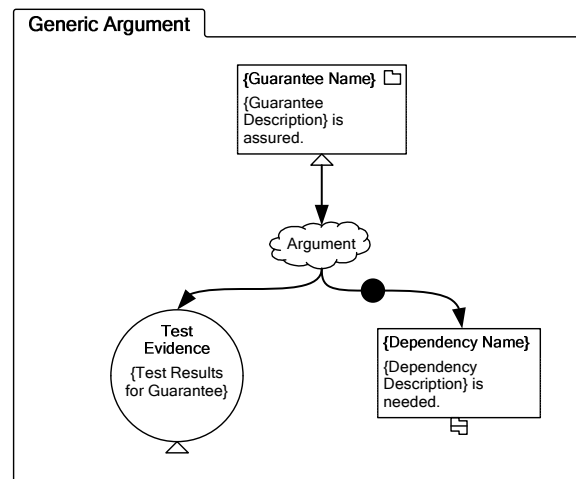 Generic Argument
{Guarantee Name}
{Guarantee
Description} is
assured.
Argument
Test
Evidence
{Test Results
for Guarantee}
{Dependency Name}
{Dependency
Description} is
needed.